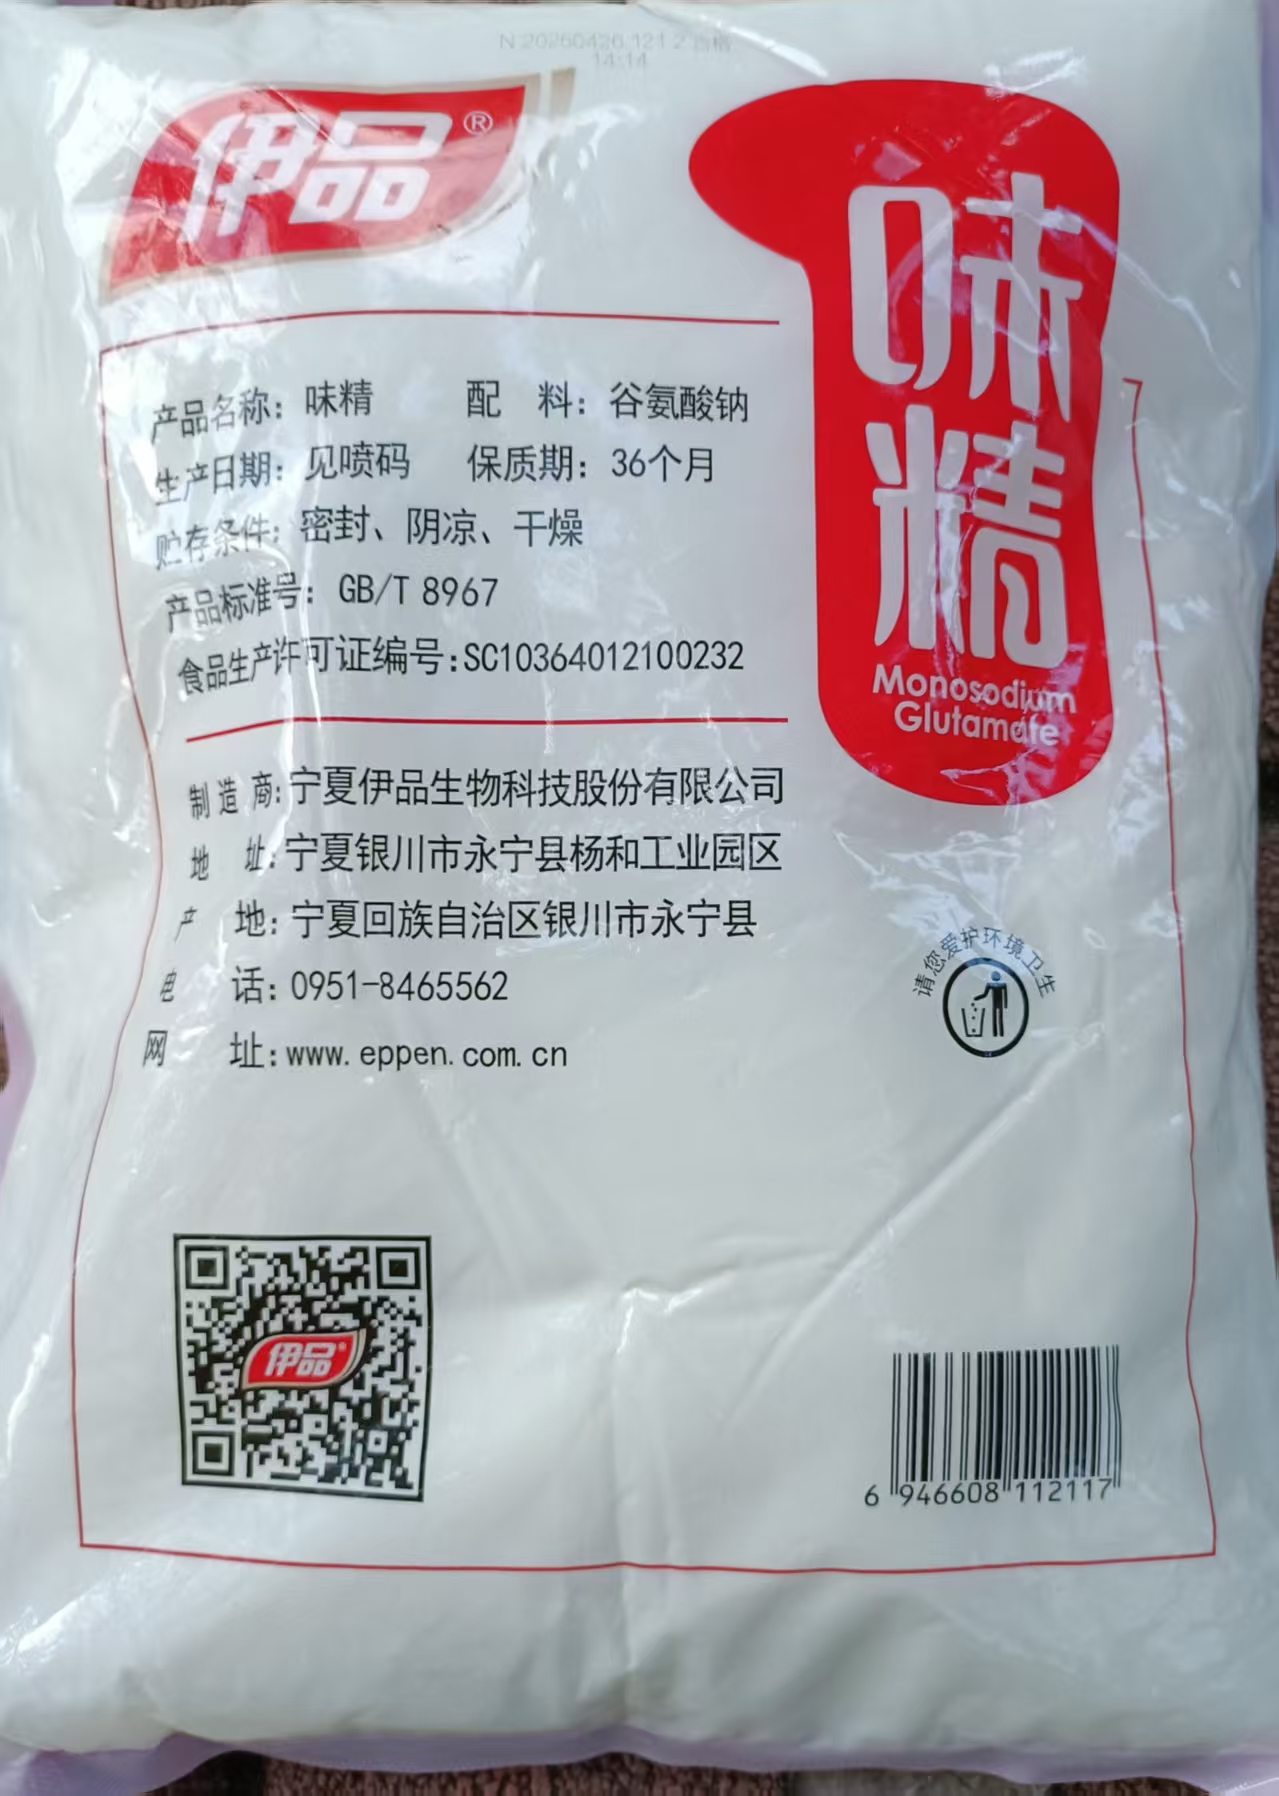 N 20260420 121 2 合格
14:14
伊品®
味精
Monosodium
Glutamate
产品名称：味精 配 料：谷氨酸钠
生产日期：见喷码 保质期：36个月
贮存条件：密封、阴凉、干燥
产品标准号：GB/T 8967
食品生产许可证编号:SC10364012100232
制造商:宁夏伊品生物科技股份有限公司
地 址:宁夏银川市永宁县杨和工业园区
产 地:宁夏回族自治区银川市永宁县
电 话:0951-8465562
网 址:www.eppen.com.cn
请您爱护环境卫生
伊品®
6 946608 112117